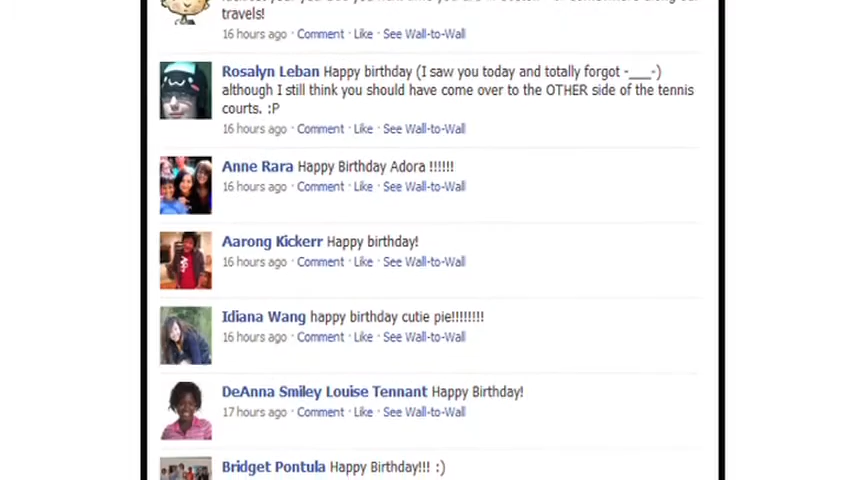 travels!
16 hours ago · Comment · Like · See Wall-to-Wall
Rosalyn Leban Happy birthday (I saw you today and totally forgot -___-)
although I still think you should have come over to the OTHER side of the tennis
courts. :P
16 hours ago · Comment · Like · See Wall-to-Wall
Anne Rara Happy Birthday Adora !!!!!!
16 hours ago · Comment · Like · See Wall-to-Wall
Aarong Kickerr Happy birthday!
16 hours ago · Comment · Like · See Wall-to-Wall
Idiana Wang happy birthday cutie pie!!!!!!!!
16 hours ago · Comment · Like · See Wall-to-Wall
DeAnna Smiley Louise Tennant Happy Birthday!
17 hours ago · Comment · Like · See Wall-to-Wall
Bridget Pontula Happy Birthday!!! :)